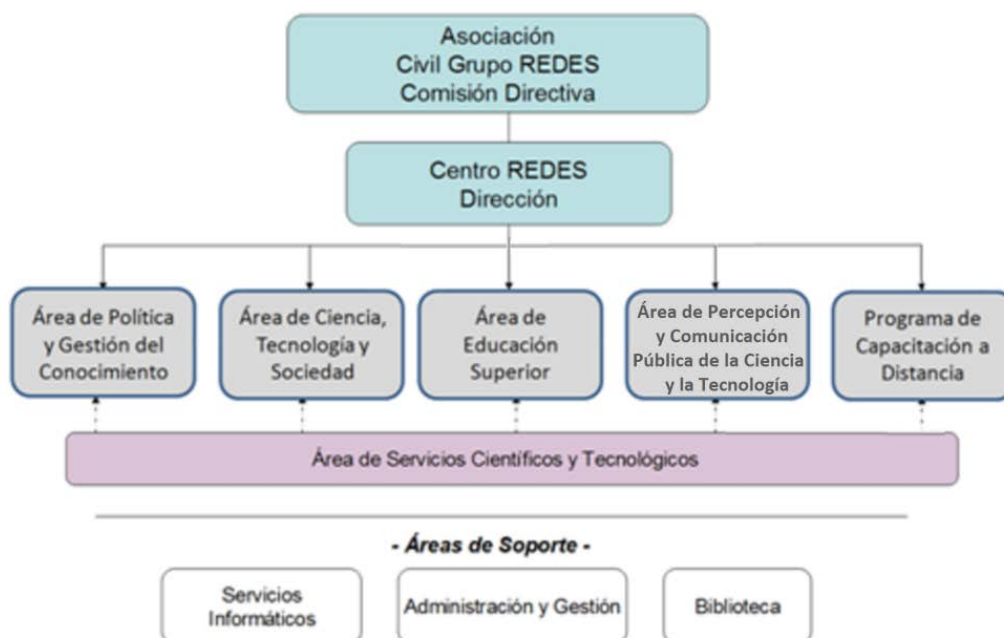 Asociación
Civil Grupo REDES
Comisión Directiva
Centro REDES
Dirección
Área de Política
y Gestión del
Conocimiento
Área de Ciencia,
Tecnología y
Sociedad
Área de
Educación
Superior
Área de Percepción
y Comunicación
Pública de la Ciencia
y la Tecnología
Programa de
Capacitación a
Distancia
Área de Servicios Científicos y Tecnológicos
- Áreas de Soporte -
Servicios
Informáticos
Administración y Gestión
Biblioteca